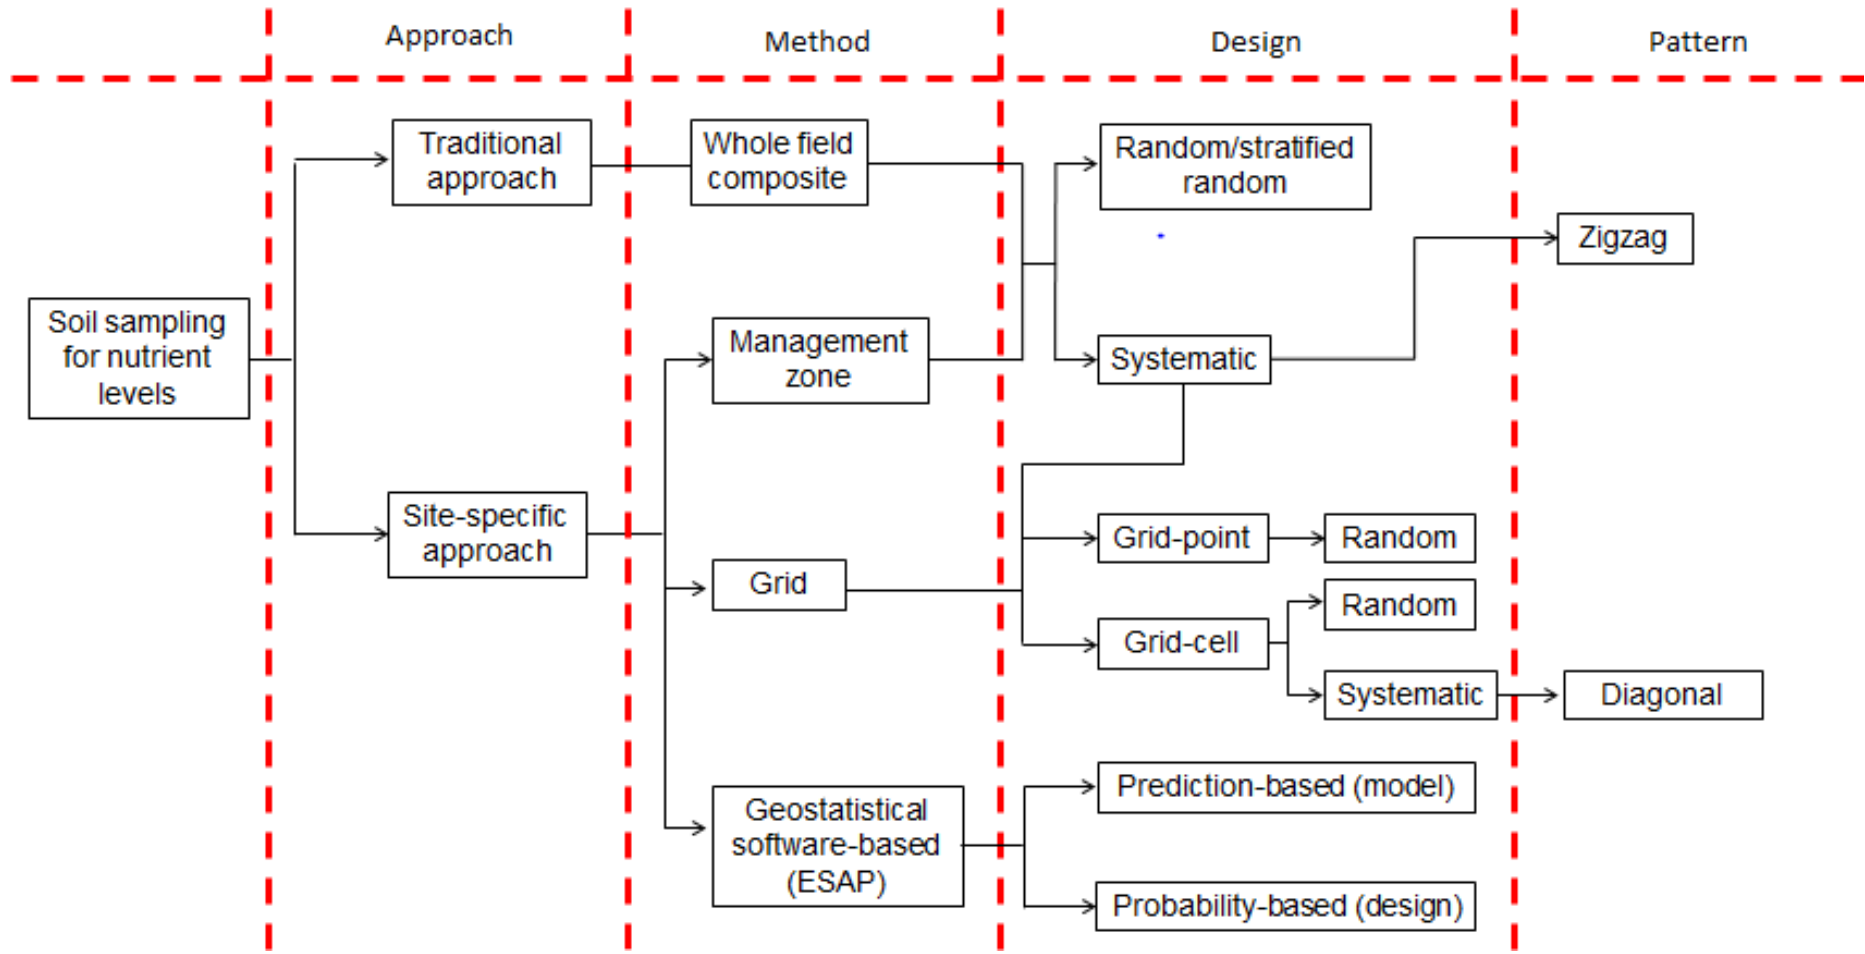 Approach
Method
Design
Pattern
Traditional
approach
Whole field
composite
Random/stratified
random
Zigzag
Soil sampling
for nutrient
levels
Management
zone
Systematic
Site-specific
approach
Grid-point
Random
Grid
Random
Grid-cell
Systematic
Diagonal
Geostatistical
software-based
(ESAP)
Prediction-based (model)
Probability-based (design)